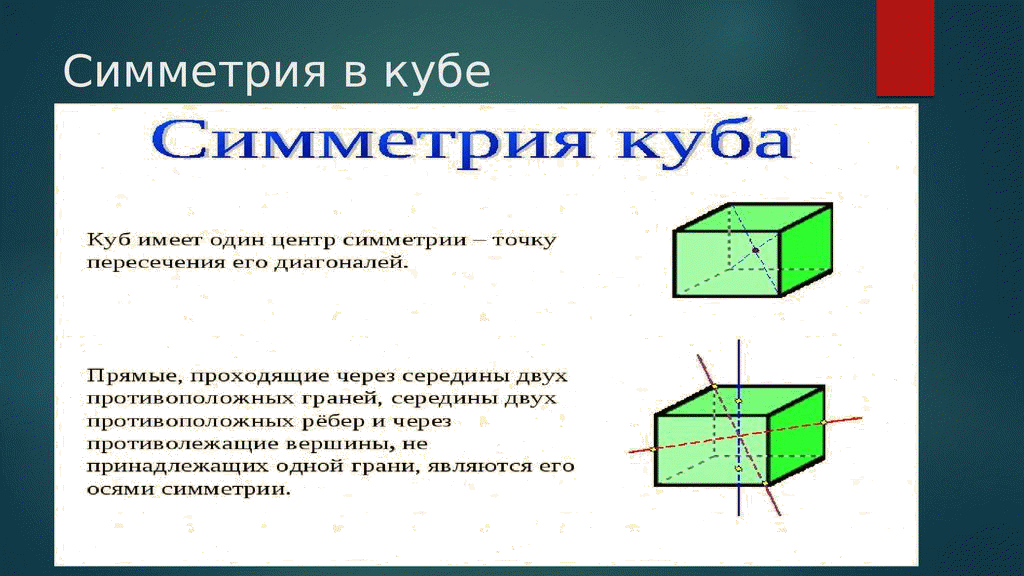 Симметрия в кубе
Симметрия куба
Куб имеет один центр симметрии – точку
пересечения его диагоналей.
Прямые, проходящие через середины двух
противоположных граней, середины двух
противоположных рёбер и через
противолежащие вершины, не
принадлежащих одной грани, являются его
осями симметрии.